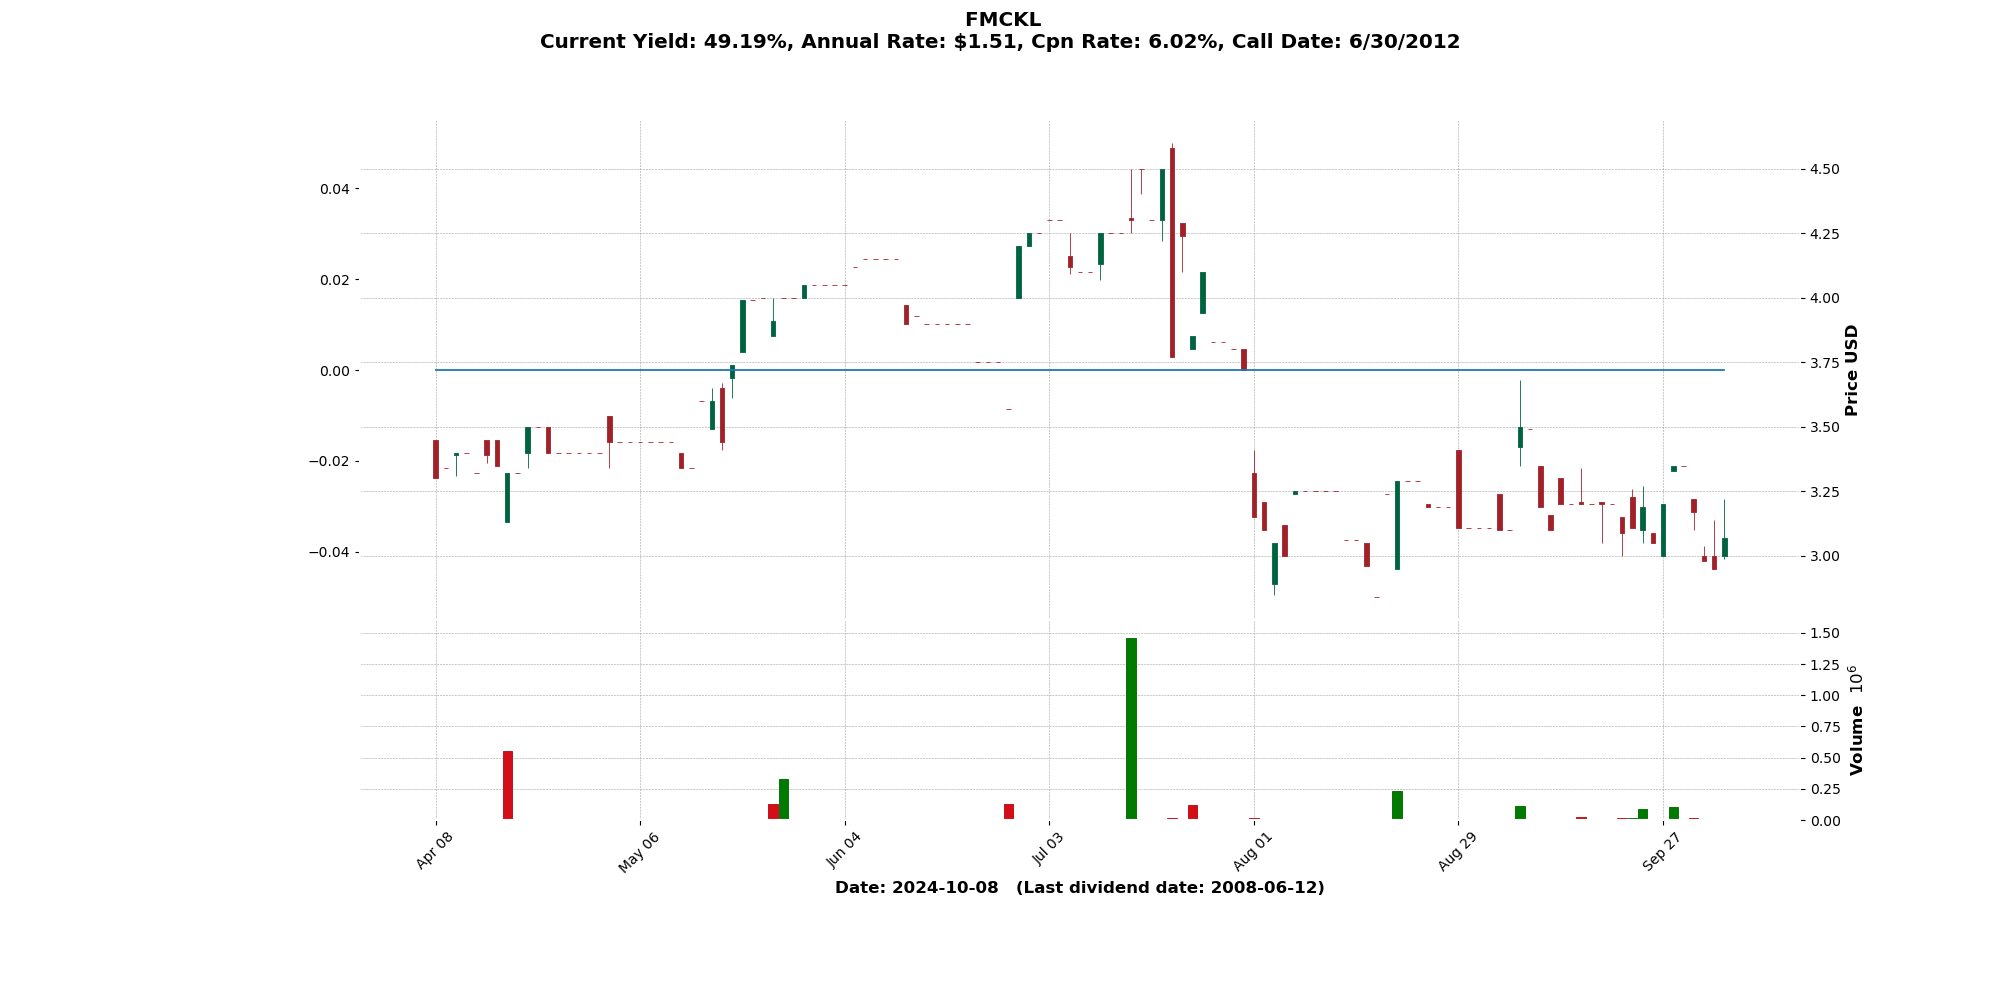 FMCKL
Current Yield: 49.19%, Annual Rate: $1.51, Cpn Rate: 6.02%, Call Date: 6/30/2012
0.04
0.02
0.00
−0.02
−0.04
4.50
4.25
4.00
3.75
3.50
3.25
3.00
Price USD
1.50
1.25
1.00
0.75
0.50
0.25
0.00
Volume 10⁶
Apr 08
May 06
Jun 04
Jul 03
Aug 01
Aug 29
Sep 27
Date: 2024-10-08 (Last dividend date: 2008-06-12)